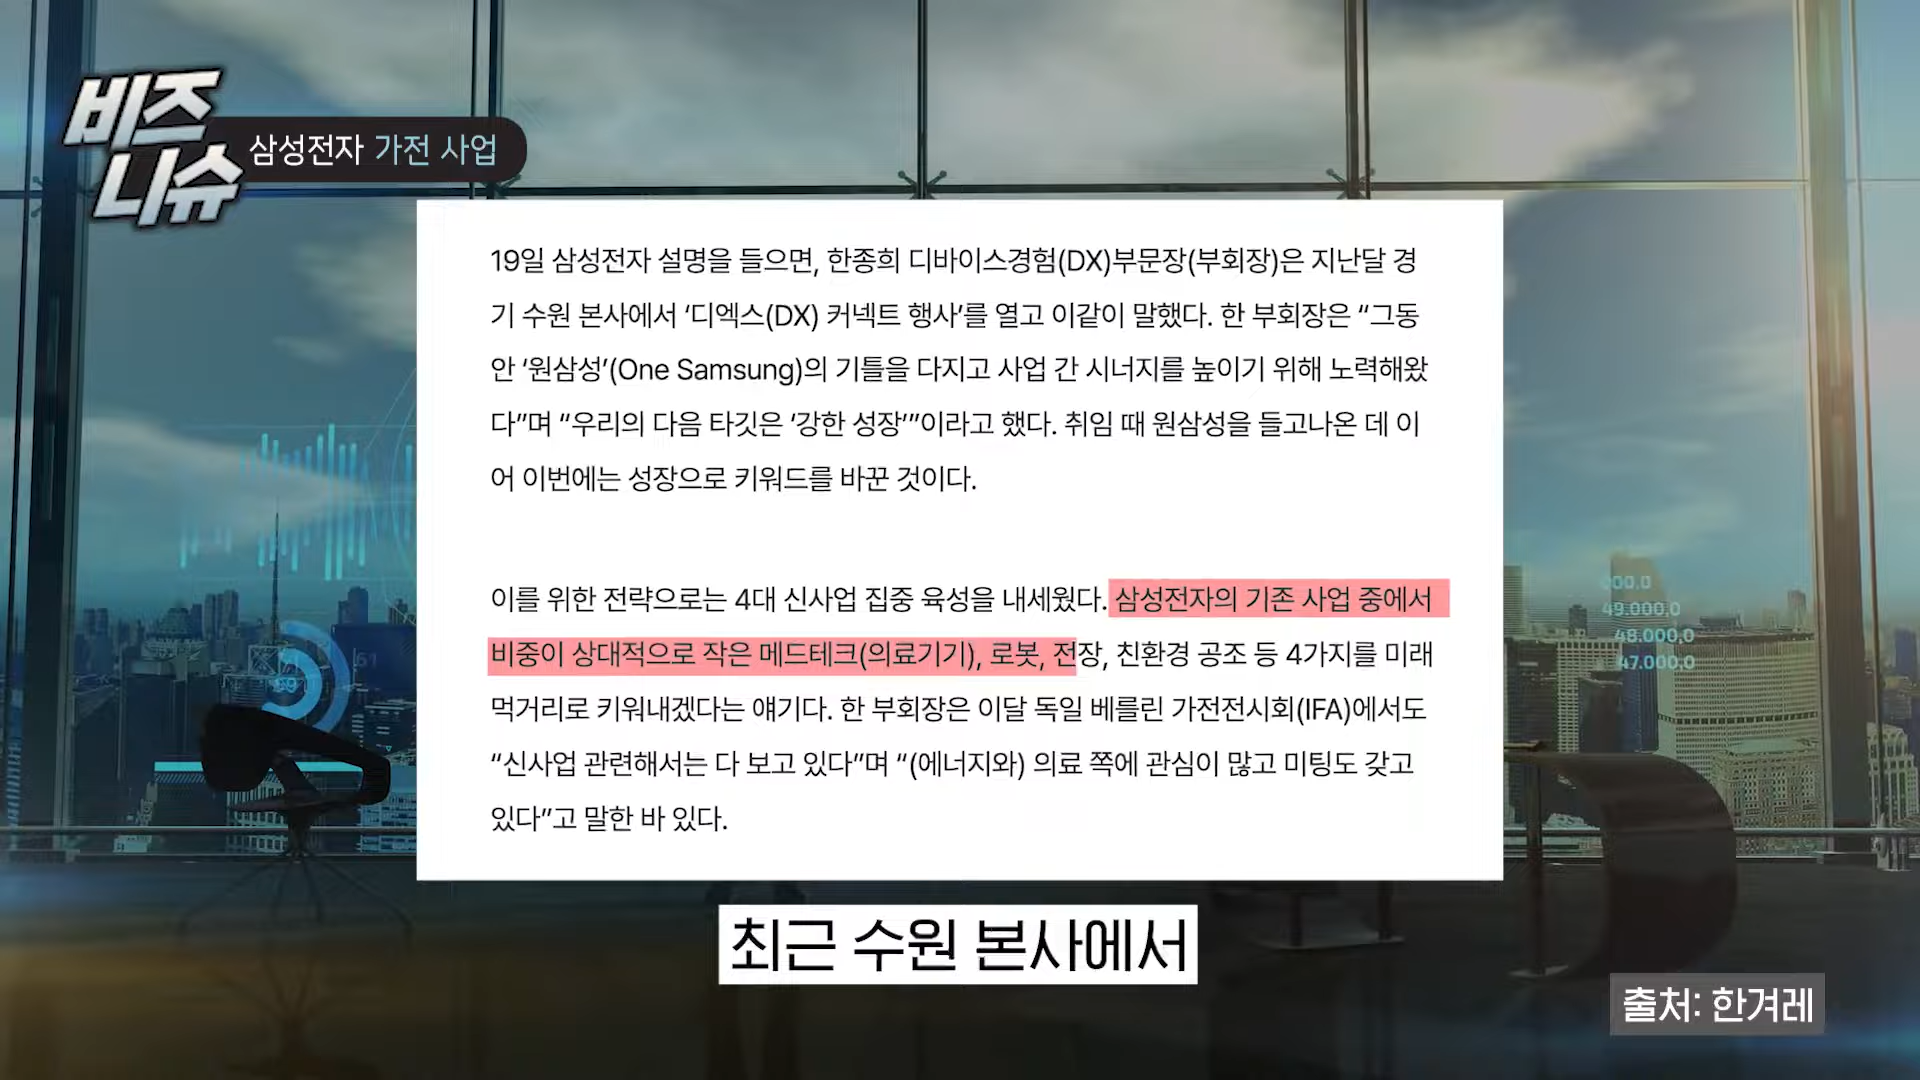 비즈
니슈
삼성전자 가전 사업
19일 삼성전자 설명을 들으면, 한종희 디바이스경험(DX)부문장(부회장)은 지난달 경
기 수원 본사에서 ‘디엑스(DX) 커넥트 행사’를 열고 이같이 말했다. 한 부회장은 “그동
안 ‘원삼성’(One Samsung)의 기틀을 다지고 사업 간 시너지를 높이기 위해 노력해왔
다”며 “우리의 다음 타깃은 ‘강한 성장’”이라고 했다. 취임 때 원삼성을 들고나온 데 이
어 이번에는 성장으로 키워드를 바꾼 것이다.
이를 위한 전략으로는 4대 신사업 집중 육성을 내세웠다. 삼성전자의 기존 사업 중에서
비중이 상대적으로 작은 메드테크(의료기기), 로봇, 전장, 친환경 공조 등 4가지를 미래
먹거리로 키워내겠다는 얘기다. 한 부회장은 이달 독일 베를린 가전전시회(IFA)에서도
“신사업 관련해서는 다 보고 있다”며 “(에너지와) 의료 쪽에 관심이 많고 미팅도 갖고
있다”고 말한 바 있다.
49.000,0
48.000,0
47.000,0
최근 수원 본사에서
출처: 한겨레